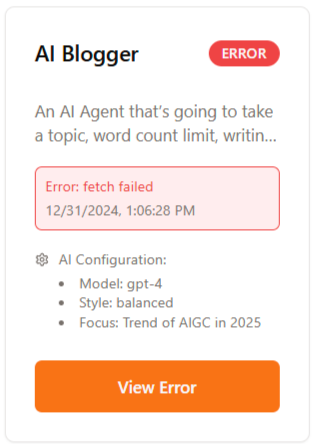 AI Blogger
ERROR
An AI Agent that's going to take
a topic, word count limit, writin...
Error: fetch failed
12/31/2024, 1:06:28 PM
AI Configuration:
• Model: gpt-4
• Style: balanced
• Focus: Trend of AIGC in 2025
View Error